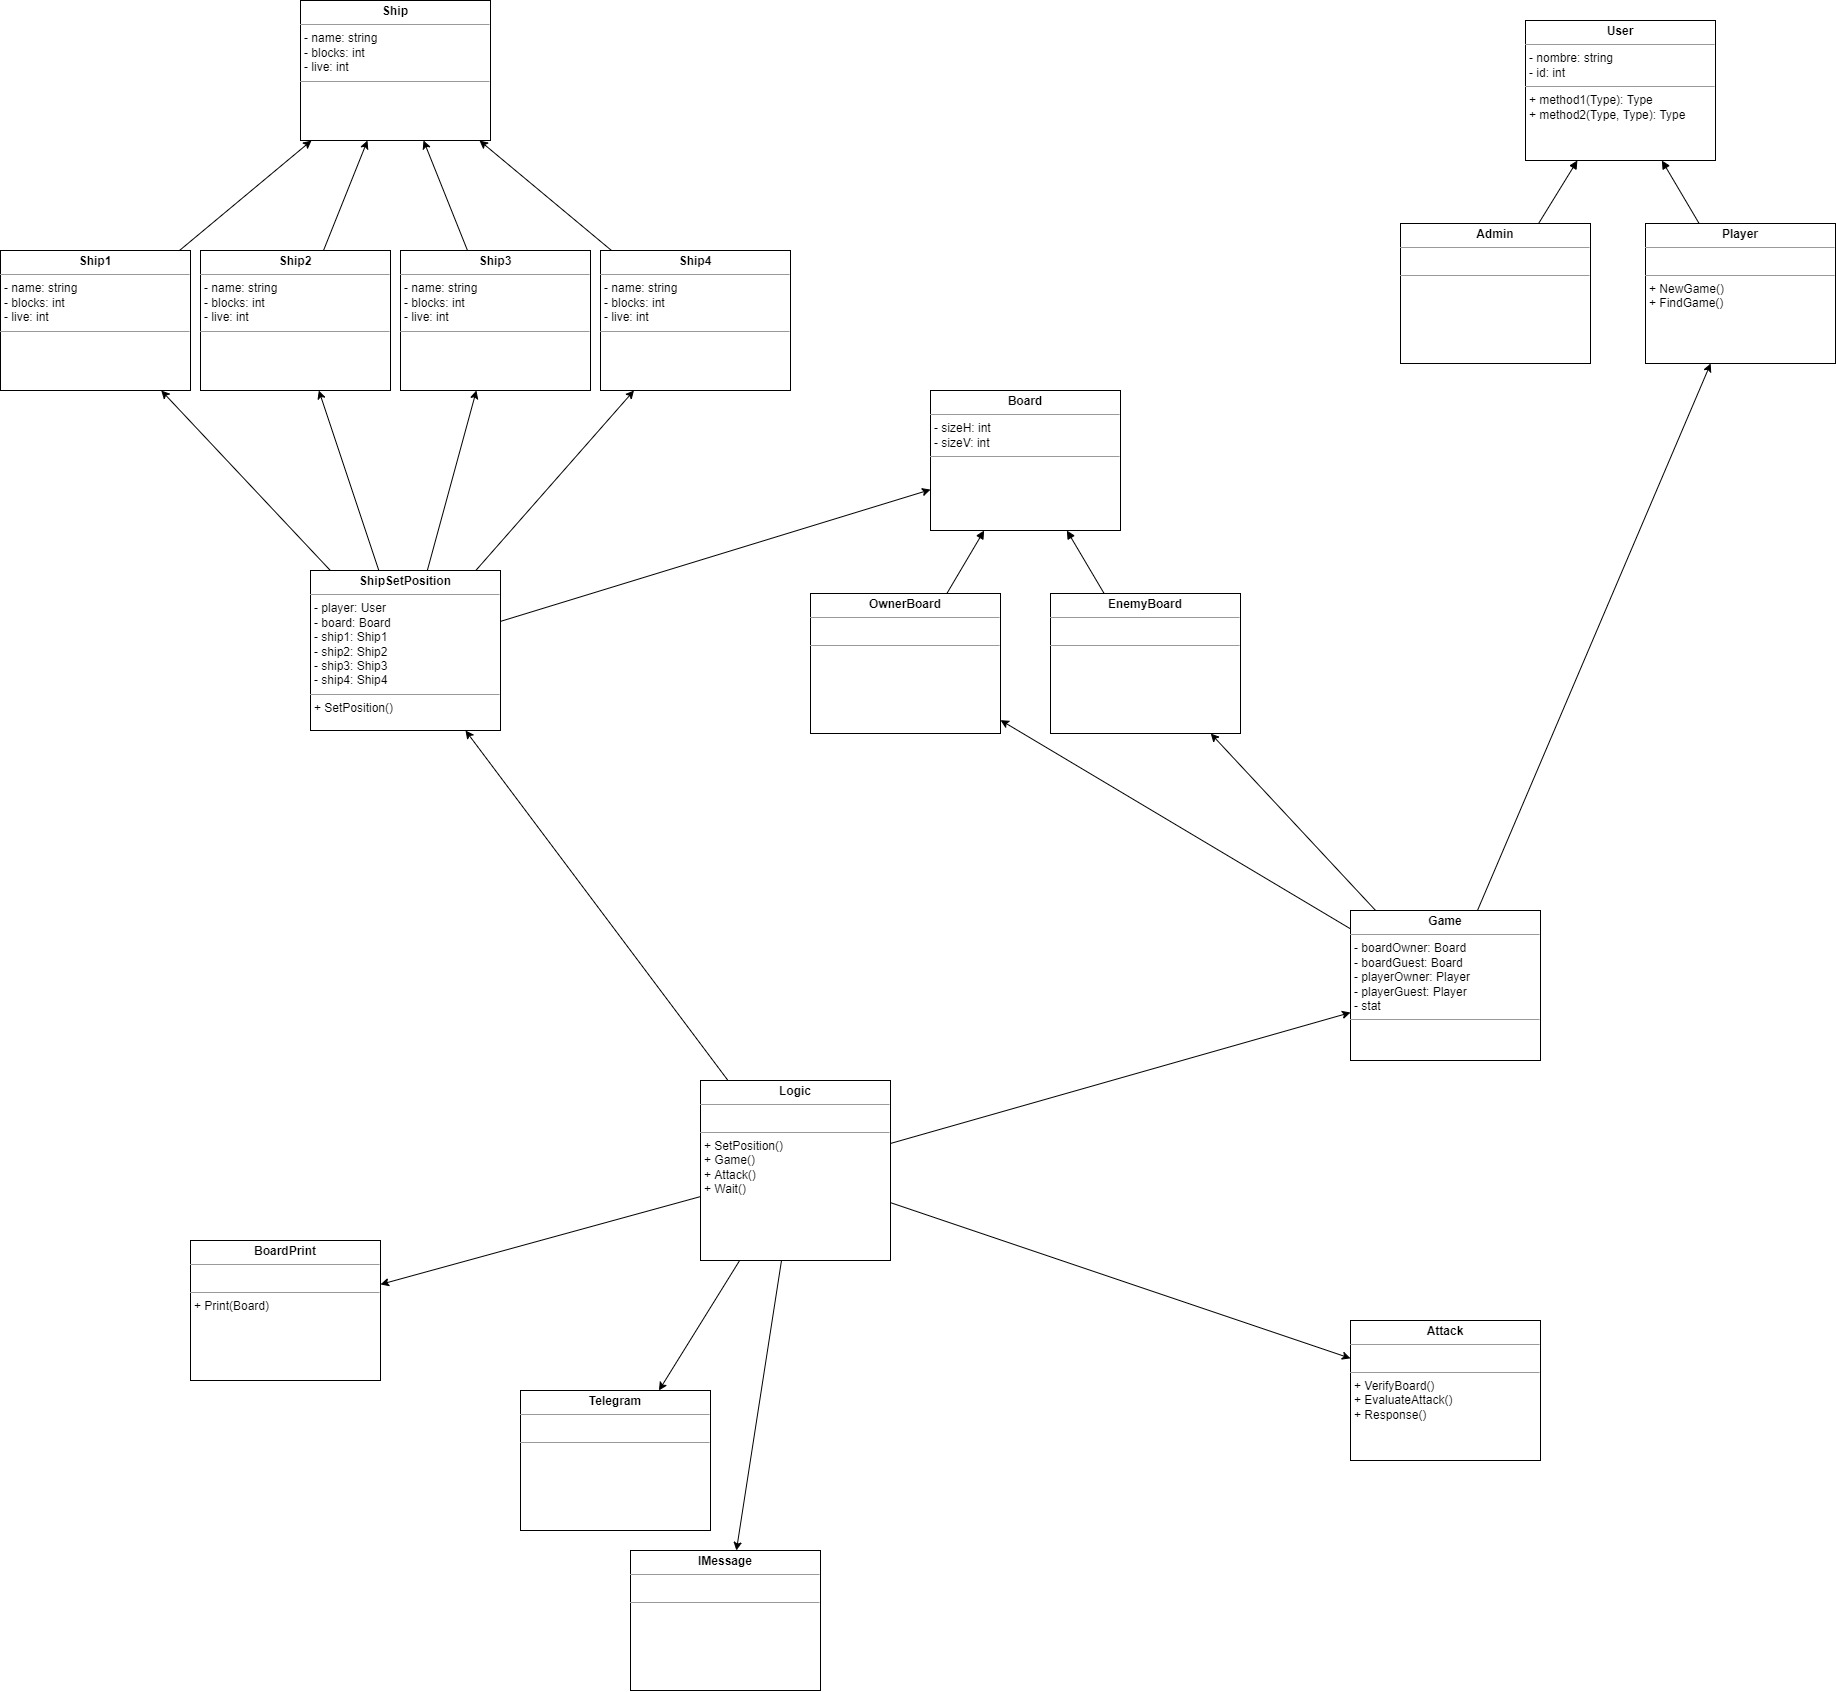 Ship
- name: string
- blocks: int
- live: int
User
- nombre: string
- id: int
+ method1(Type): Type
+ method2(Type, Type): Type
Admin
Player
+ NewGame()
+ FindGame()
Ship1
- name: string
- blocks: int
- live: int
Ship2
- name: string
- blocks: int
- live: int
Ship3
- name: string
- blocks: int
- live: int
Ship4
- name: string
- blocks: int
- live: int
Board
- sizeH: int
- sizeV: int
ShipSetPosition
- player: User
- board: Board
- ship1: Ship1
- ship2: Ship2
- ship3: Ship3
- ship4: Ship4
+ SetPosition()
OwnerBoard
EnemyBoard
Game
- boardOwner: Board
- boardGuest: Board
- playerOwner: Player
- playerGuest: Player
- stat
Logic
+ SetPosition()
+ Game()
+ Attack()
+ Wait()
BoardPrint
+ Print(Board)
Attack
+ VerifyBoard()
+ EvaluateAttack()
+ Response()
Telegram
IMessage